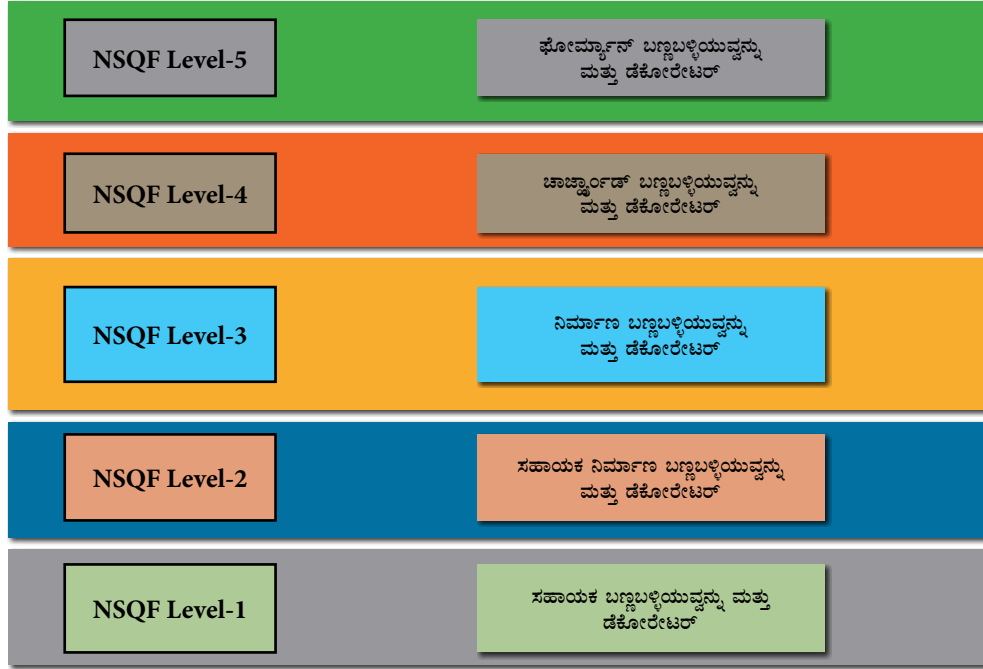 NSQF Level-5
ಫೋರ್ಮ್ಯಾನ್ ಬಣ್ಣಬಳ್ಳಿಯುವ್ವನ್ನು
ಮತ್ತು ಡೆಕೋರೇಟರ್
NSQF Level-4
ಬಣ್ಣಬಳ್ಳಿಯುವ್ವನ್ನು
ಮತ್ತು ಡೆಕೋರೇಟರ್
NSQF Level-3
ನಿರ್ಮಾಣ ಬಣ್ಣಬಳ್ಳಿಯುವ್ವನ್ನು
ಮತ್ತು ಡೆಕೋರೇಟರ್
NSQF Level-2
ಸಹಾಯಕ ನಿರ್ಮಾಣ ಬಣ್ಣಬಳ್ಳಿಯುವ್ವನ್ನು
ಮತ್ತು ಡೆಕೋರೇಟರ್
NSQF Level-1
ಸಹಾಯಕ ಬಣ್ಣಬಳ್ಳಿಯುವ್ವನ್ನು ಮತ್ತು
ಡೆಕೋರೇಟರ್